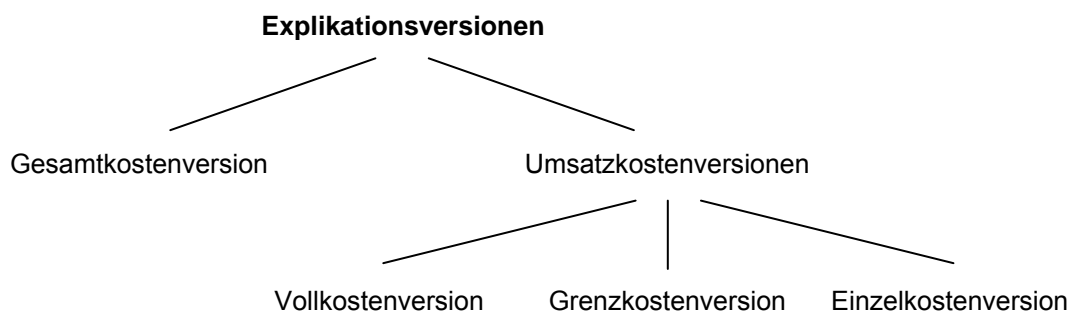 Explikationsversionen
Gesamtkostenversion Umsatzkostenversionen
Vollkostenversion Grenzkostenversion Einzelkostenversion